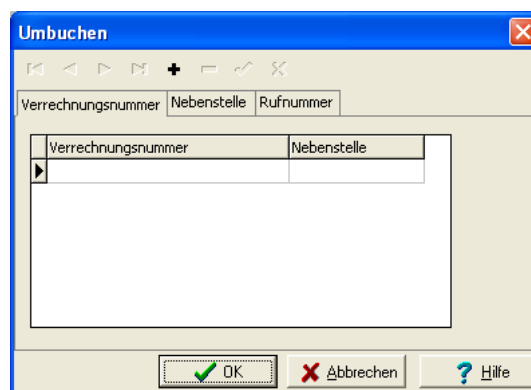 Umbuchen
Verrechnungsnummer Nebenstelle Rufnummer
Verrechnungsnummer Nebenstelle
OK Abbrechen Hilfe